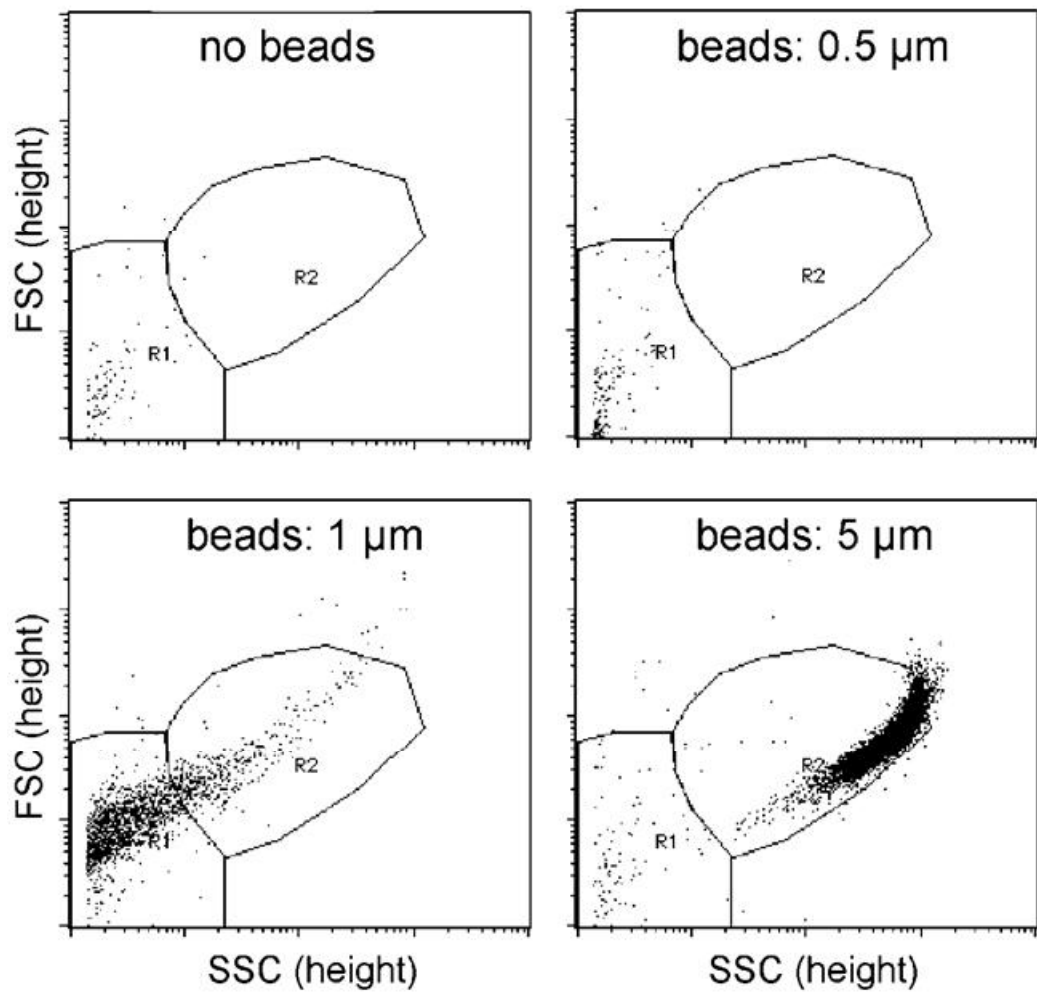 no beads
beads: 0.5 µm
FSC (height)
R2
R1
R2
R1
beads: 1 µm
beads: 5 µm
FSC (height)
R2
R1
R2
R1
SSC (height)
SSC (height)